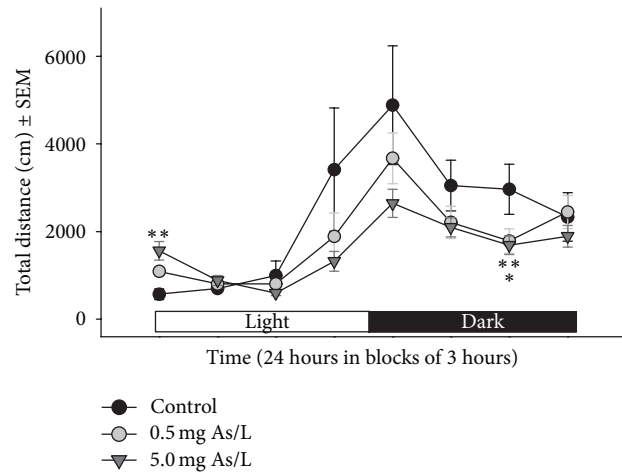 6000
4000
2000
0
Total distance (cm) ± SEM
**
**
*
Light
Dark
Time (24 hours in blocks of 3 hours)
Control
0.5 mg As/L
5.0 mg As/L